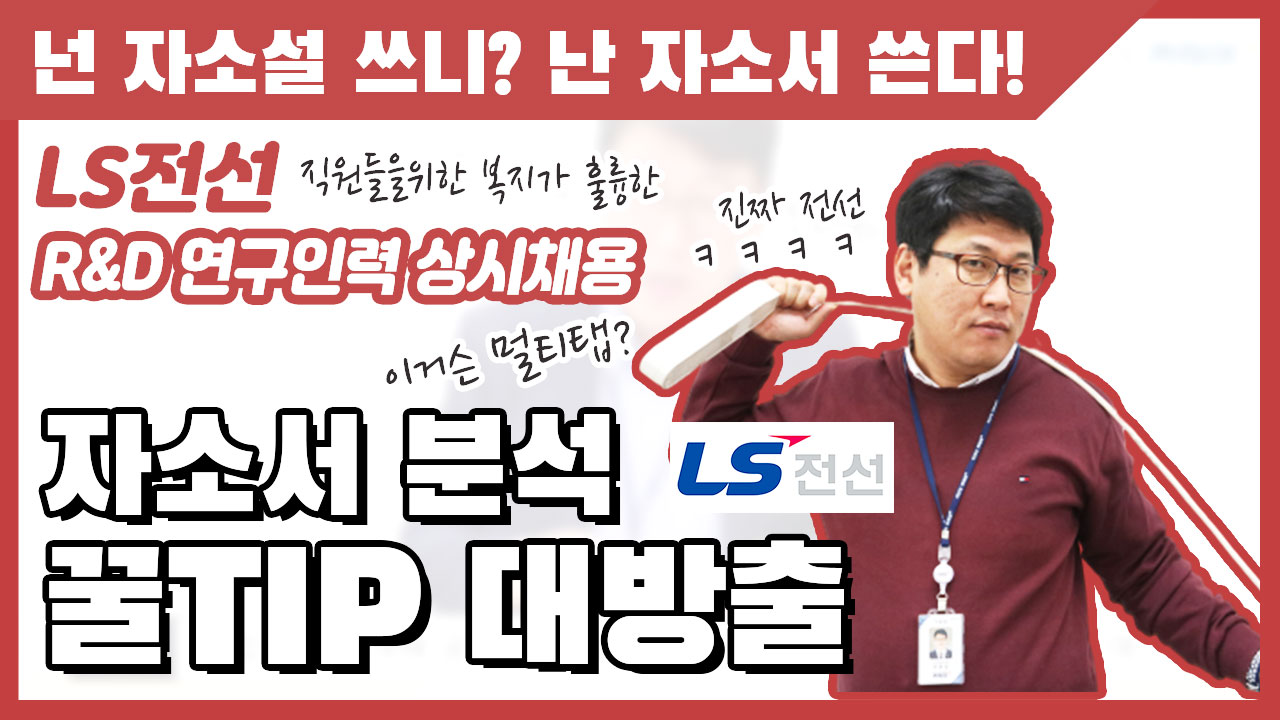 넌 자소설 쓰니? 난 자소서 쓴다!
LS전선 직원들을위한 복지가 훌륭한
R&D 연구인력 상시채용
진짜 전선
ㅋ ㅋ ㅋ ㅋ
이거슨 멀티탭?
자소서 분석
LS전선
꿀TIP 대방출